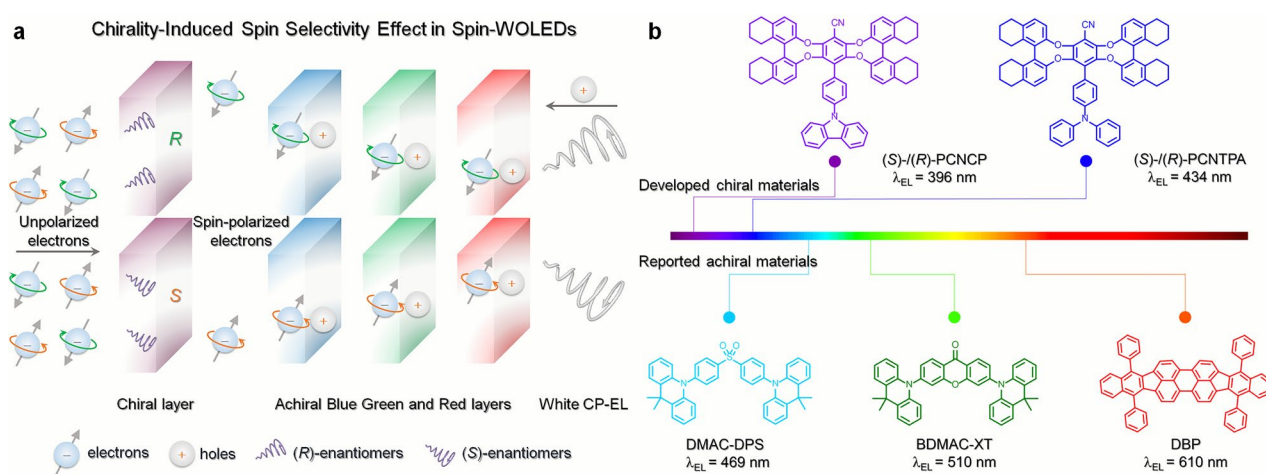 a
Chirality-Induced Spin Selectivity Effect in Spin-WOLEDs
R
Unpolarized
electrons
Spin-polarized
electrons
S
Chiral layer
Achiral Blue Green and Red layers
White CP-EL
electrons
holes
(R)-enantiomers
(S)-enantiomers
b
CN
O
O
O
O
N
(S)-/(R)-PCNCP
λEL = 396 nm
CN
O
O
O
O
N
(S)-/(R)-PCNTPA
λEL = 434 nm
Developed chiral materials
Reported achiral materials
O
O
S
N
N
DMAC-DPS
λEL = 469 nm
O
N
O
N
BDMAC-XT
λEL = 510 nm
DBP
λEL = 610 nm